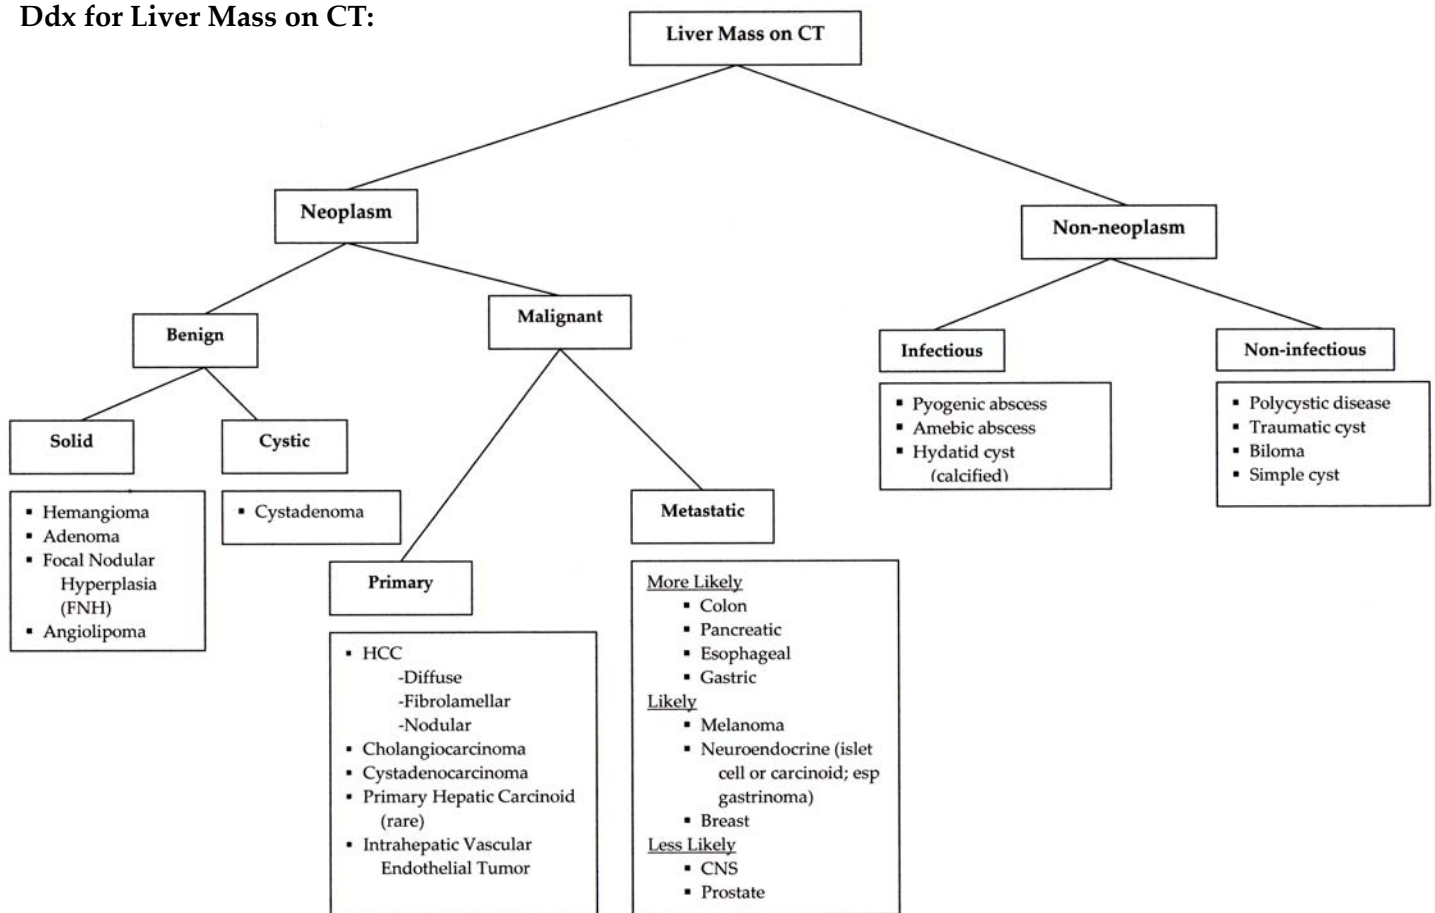 Ddx for Liver Mass on CT:
Liver Mass on CT
Neoplasm
Non-neoplasm
Benign
Malignant
Infectious
Non-infectious
▪ Pyogenic abscess
▪ Amebic abscess
▪ Hydatid cyst
(calcified)
▪ Polycystic disease
▪ Traumatic cyst
▪ Biloma
▪ Simple cyst
Solid
Cystic
▪ Hemangioma
▪ Adenoma
▪ Focal Nodular
Hyperplasia
(FNH)
▪ Angiolipoma
▪ Cystadenoma
Primary
Metastatic
▪ HCC
-Diffuse
-Fibrolamellar
-Nodular
▪ Cholangiocarcinoma
▪ Cystadenocarcinoma
▪ Primary Hepatic Carcinoid
(rare)
▪ Intrahepatic Vascular
Endothelial Tumor
More Likely
▪ Colon
▪ Pancreatic
▪ Esophageal
▪ Gastric
Likely
▪ Melanoma
▪ Neuroendocrine (islet
cell or carcinoid; esp
gastrinoma)
▪ Breast
Less Likely
▪ CNS
▪ Prostate